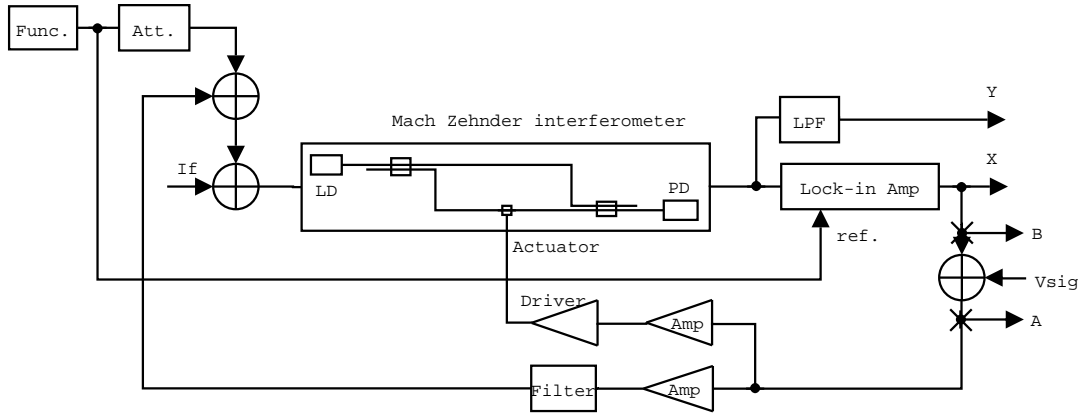 Func.
Att.
Y
Mach Zehnder interferometer
LPF
If
LD
PD
X
Lock-in Amp
ref.
B
Actuator
Vsig
Driver
Amp
A
Filter
Amp